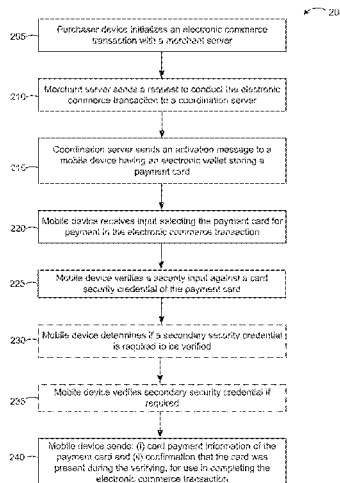 20
205
Purchaser device initializes an electronic commerce
transaction with a merchant server
210
Merchant server sends a request to conduct the electronic
commerce transaction to a coordination server
215
Coordination server sends an activation message to a
mobile device having an electronic wallet storing a
payment card
220
Mobile device receives input selecting the payment card for
payment in the electronic commerce transaction
225
Mobile device verifies a security input against a card
security credential of the payment card
230
Mobile device determines if a secondary security credential
is required to be verified
235
Mobile device verifies secondary security credential if
required
240
Mobile device sends: (i) card payment information of the
payment card and (ii) confirmation that the card was
present during the verifying, for use in completing the
electronic commerce transaction